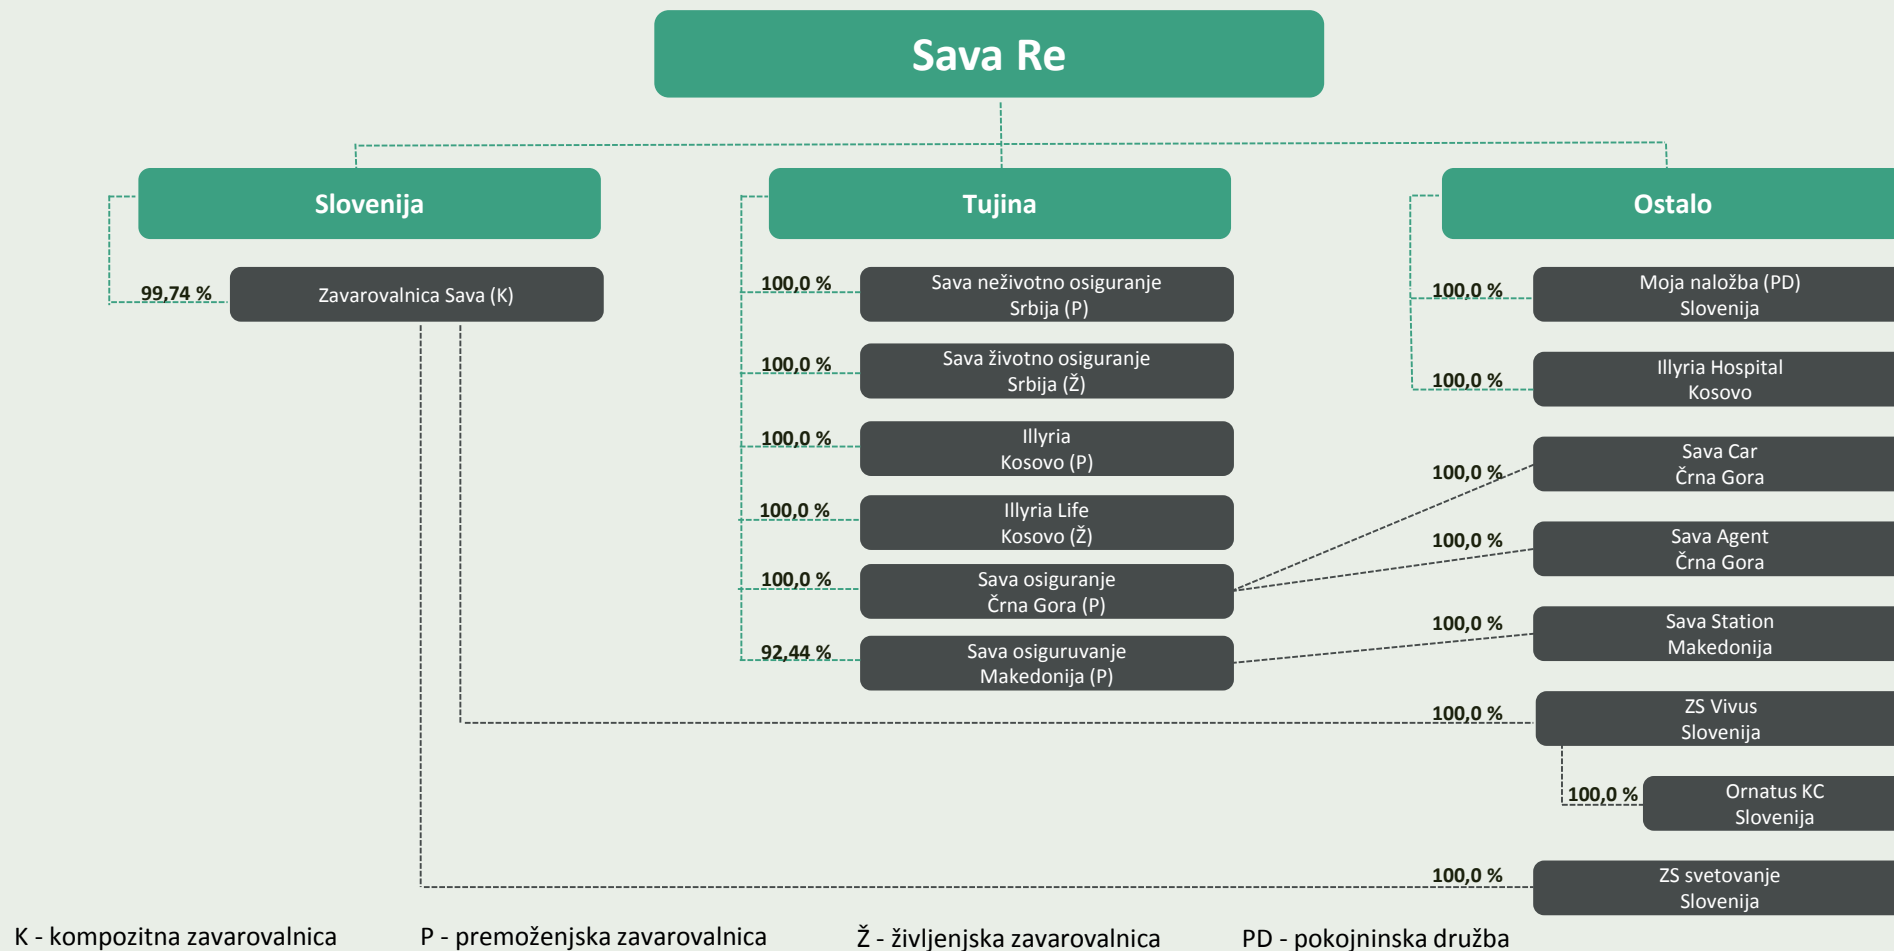 Sava Re
Slovenija
99,74 %
Zavarovalnica Sava (K)
Tujina
100,0 %
Sava neživotno osiguranje
Srbija (P)
100,0 %
Sava životno osiguranje
Srbija (Ž)
100,0 %
Illyria
Kosovo (P)
100,0 %
Illyria Life
Kosovo (Ž)
100,0 %
Sava osiguranje
Črna Gora (P)
92,44 %
Sava osiguruvanje
Makedonija (P)
Ostalo
100,0 %
Moja naložba (PD)
Slovenija
100,0 %
Illyria Hospital
Kosovo
100,0 %
Sava Car
Črna Gora
100,0 %
Sava Agent
Črna Gora
100,0 %
Sava Station
Makedonija
100,0 %
ZS Vivus
Slovenija
100,0 %
Ornatus KC
Slovenija
100,0 %
ZS svetovanje
Slovenija
K - kompozitna zavarovalnica P - premoženjska zavarovalnica Ž - življenjska zavarovalnica PD - pokojninska družba